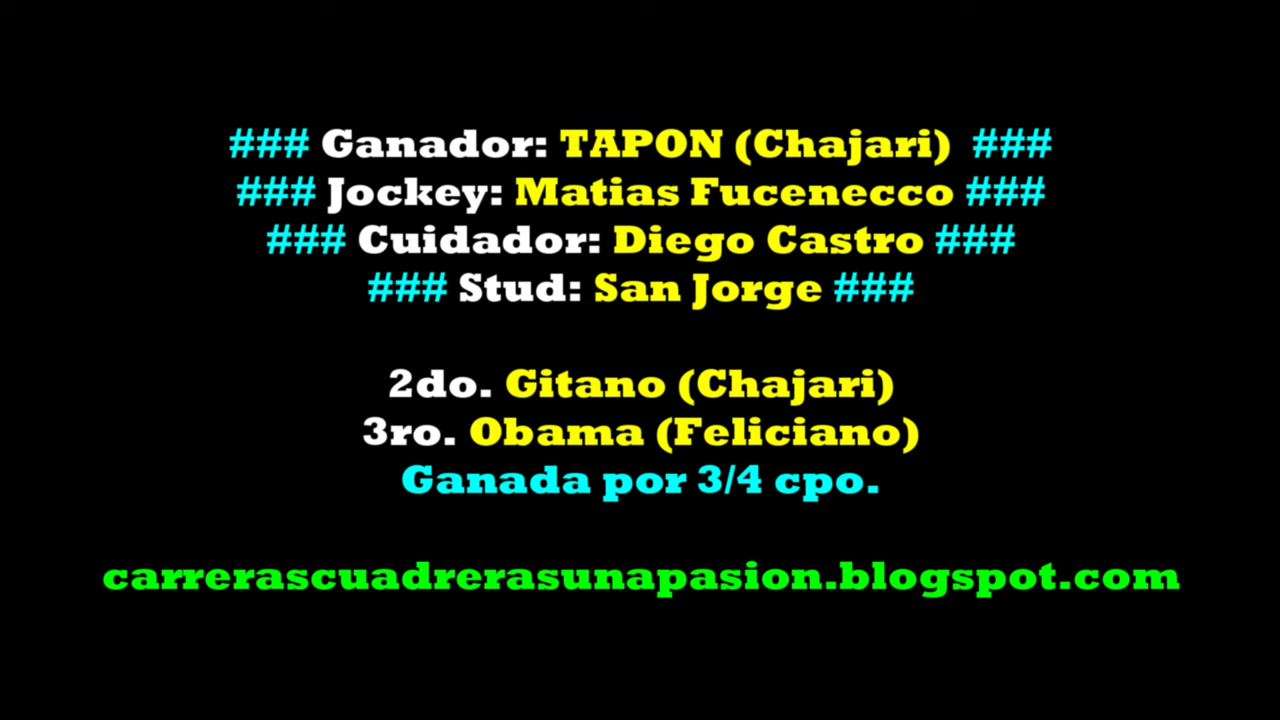 ### Ganador: TAPON (Chajari) ###
### Jockey: Matias Fucenecco ###
### Cuidador: Diego Castro ###
### Stud: San Jorge ###
2do. Gitano (Chajari)
3ro. Obama (Feliciano)
Ganada por 3/4 cpo.
carrerascuadrerasunapasion.blogspot.com